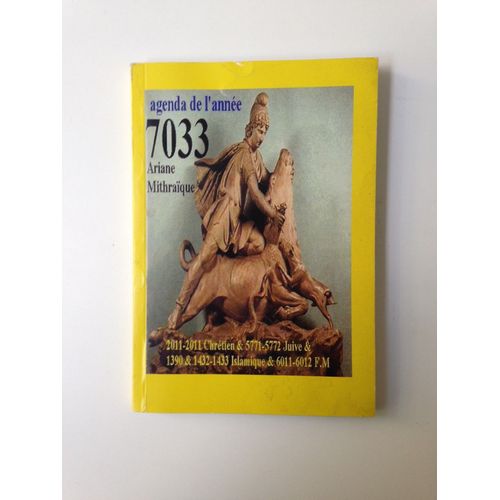 agenda de l'année
7033
Ariane
Mithraïque
2011-2011 Chrétien & 5771-5772 Juive &
1390 & 1432-1433 Islamique & 6011-6012 F.M